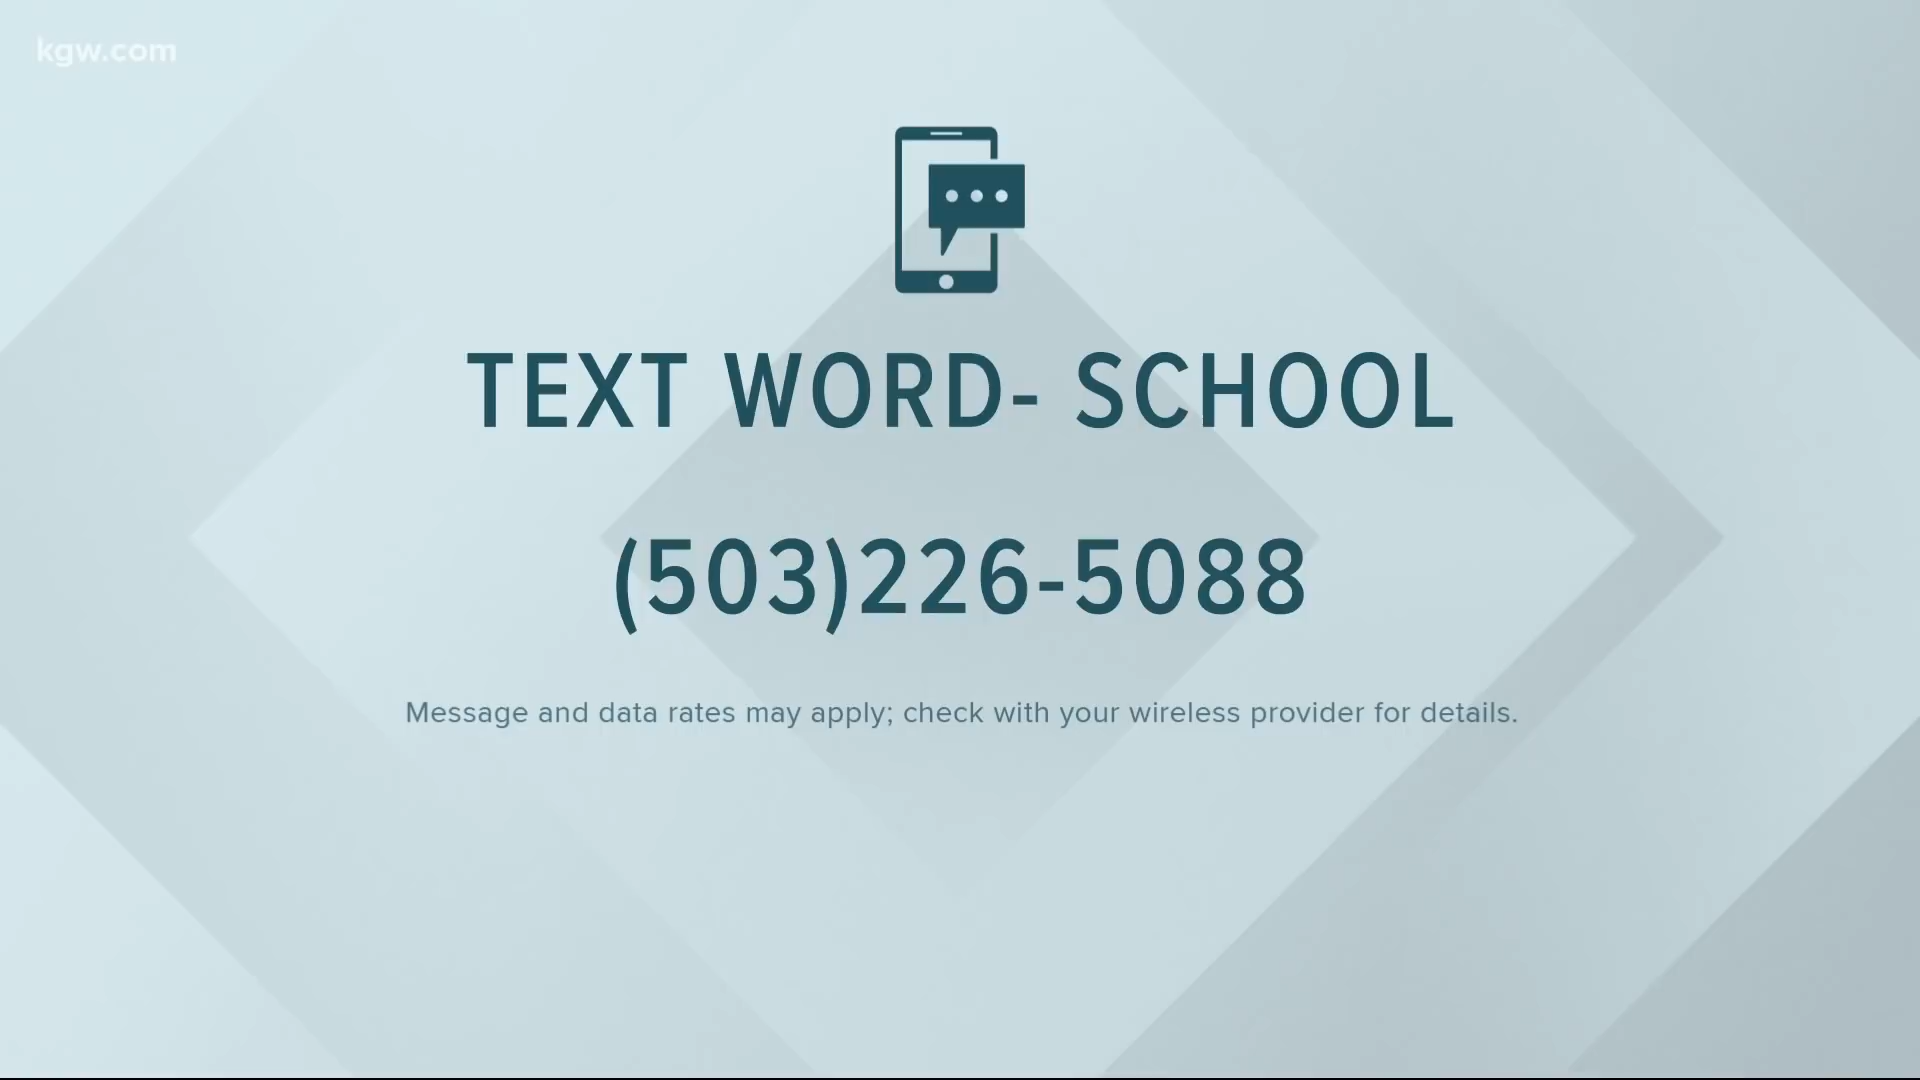 kgw.com
TEXT WORD- SCHOOL
(503)226-5088
Message and data rates may apply; check with your wireless provider for details.